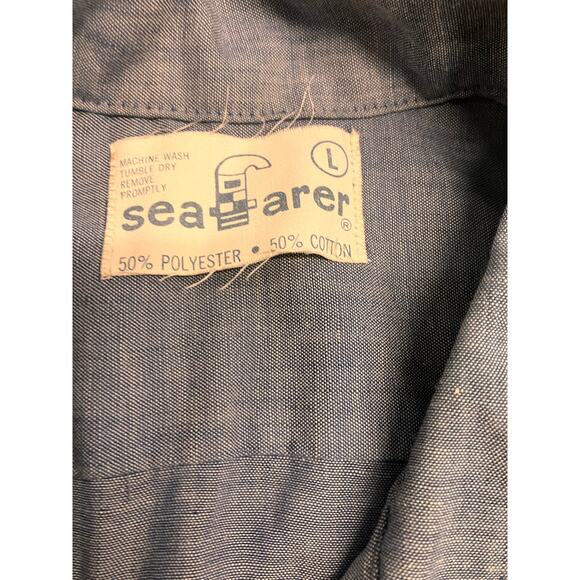 MACHINE WASH
TUMBLE DRY
REMOVE
PROMPTLY
L
seafarer®
50% POLYESTER • 50% COTTON